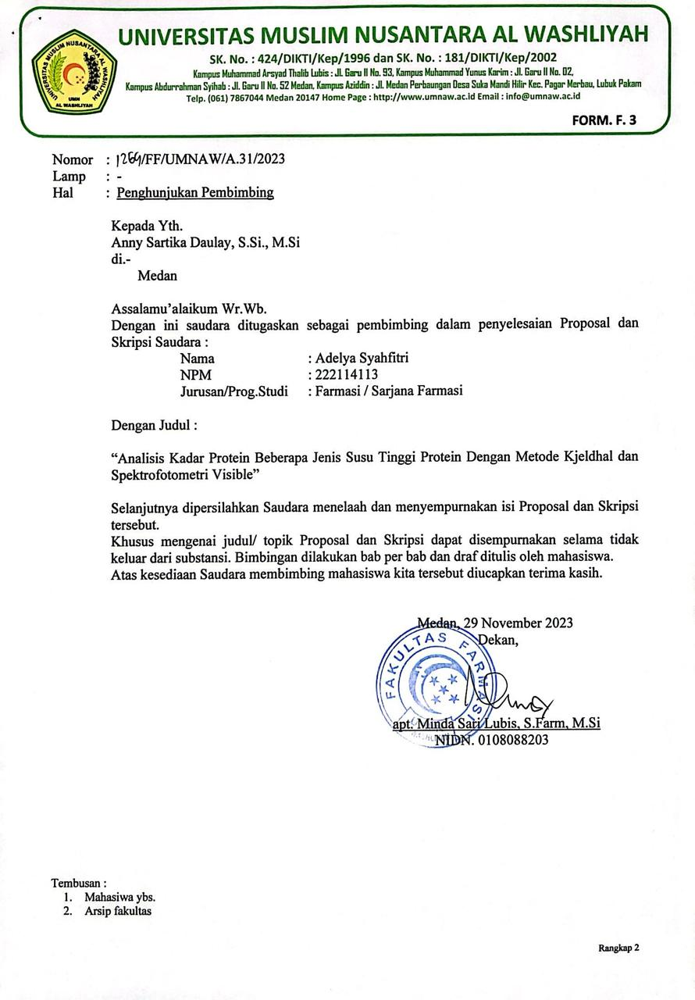 UNIVERSITAS MUSLIM NUSANTARA AL WASHLIYAH
SK. No. : 424/DIKTI/Kep/1996 dan SK. No. : 181/DIKTI/Kep/2002
Kampus Muhammad Arsyad Thalib Lubis : Jl. Garu II No. 93, Kampus Muhammad Yunus Karim : Jl. Garu II No. 02,
Kampus Abdurrahman Syihab : Jl. Garu II No. 52 Medan, Kampus Aziddin : Jl. Medan Perbaungan Desa Suka Mandi Hilir Kec. Pagar Merbau, Lubuk Pakam
Telp. (061) 7867044 Medan 20147 Home Page : http://www.umnaw.ac.id Email : info@umnaw.ac.id
UNIVERSITAS MUSLIM NUSANTARA AL WASHLIYAH
UMN
AL WASHLIYAH
FORM. F. 3
Nomor : /FF/UMNAW/A.31/2023
Lamp : -
Hal : Penghunjukan Pembimbing
Kepada Yth.
Anny Sartika Daulay, S.Si., M.Si
di.-
Medan
Assalamu’alaikum Wr.Wb.
Dengan ini saudara ditugaskan sebagai pembimbing dalam penyelesaian Proposal dan
Skripsi Saudara :
Nama : Adelya Syahfitri
NPM : 222114113
Jurusan/Prog.Studi : Farmasi / Sarjana Farmasi
Dengan Judul :
“Analisis Kadar Protein Beberapa Jenis Susu Tinggi Protein Dengan Metode Kjeldhal dan
Spektrofotometri Visible”
Selanjutnya dipersilahkan Saudara menelaah dan menyempurnakan isi Proposal dan Skripsi
tersebut.
Khusus mengenai judul/ topik Proposal dan Skripsi dapat disempurnakan selama tidak
keluar dari substansi. Bimbingan dilakukan bab per bab dan draf ditulis oleh mahasiswa.
Atas kesediaan Saudara membimbing mahasiswa kita tersebut diucapkan terima kasih.
Medan, 29 November 2023
Dekan,
FAKULTAS FARMASI
apt. Minda Sari Lubis, S.Farm, M.Si
NIDN. 0108088203
Tembusan :
1. Mahasiwa ybs.
2. Arsip fakultas
Rangkap 2